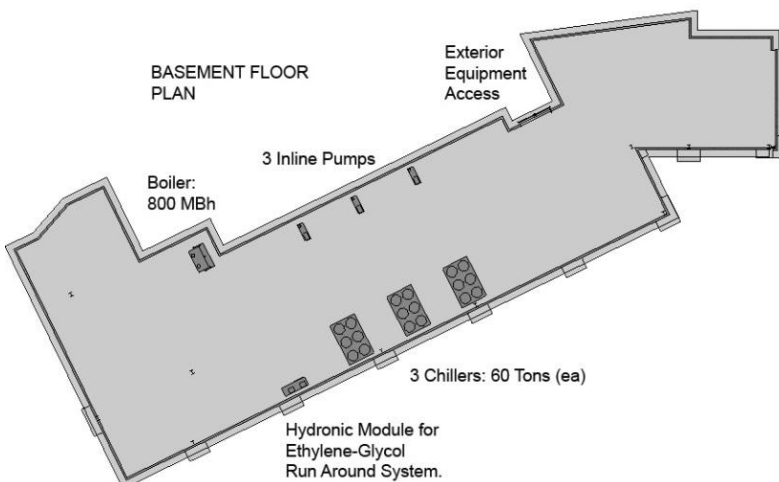 BASEMENT FLOOR
PLAN
Exterior
Equipment
Access
3 Inline Pumps
Boiler:
800 MBh
3 Chillers: 60 Tons (ea)
Hydronic Module for
Ethylene-Glycol
Run Around System.